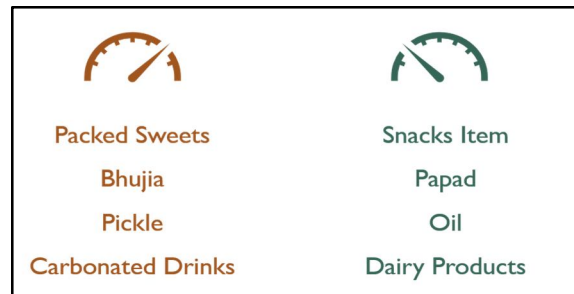 Packed Sweets
Bhujia
Pickle
Carbonated Drinks
Snacks Item
Papad
Oil
Dairy Products